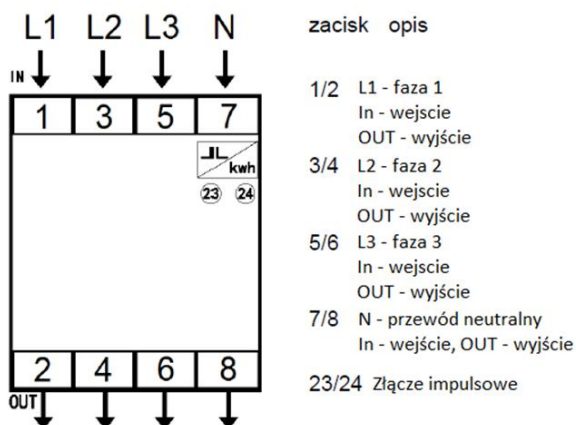 L1 L2 L3 N
IN
1 3 5 7
kwh
23 24
2 4 6 8
OUT
zacisk opis
1/2 L1 - faza 1
In - wejscie
OUT - wyjście
3/4 L2 - faza 2
In - wejscie
OUT - wyjście
5/6 L3 - faza 3
In - wejscie
OUT - wyjście
7/8 N - przewód neutralny
In - wejście, OUT - wyjście
23/24 Złącze impulsowe